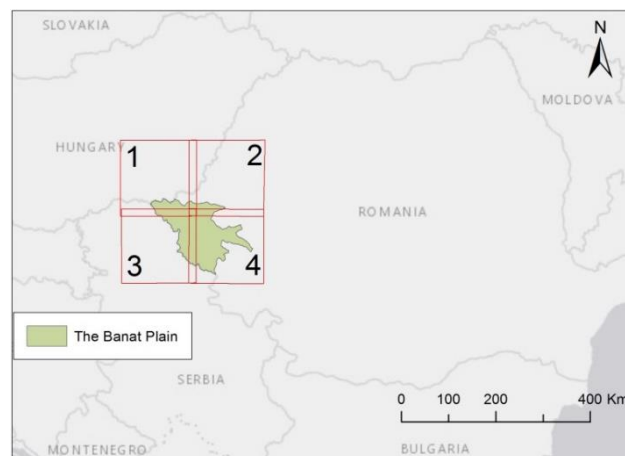 SLOVAKIA
N
MOLDOVA
HUNGARY
1
2
ROMANIA
3
4
The Banat Plain
SERBIA
0
100
200
400 Km
MONTENEGRO
BULGARIA